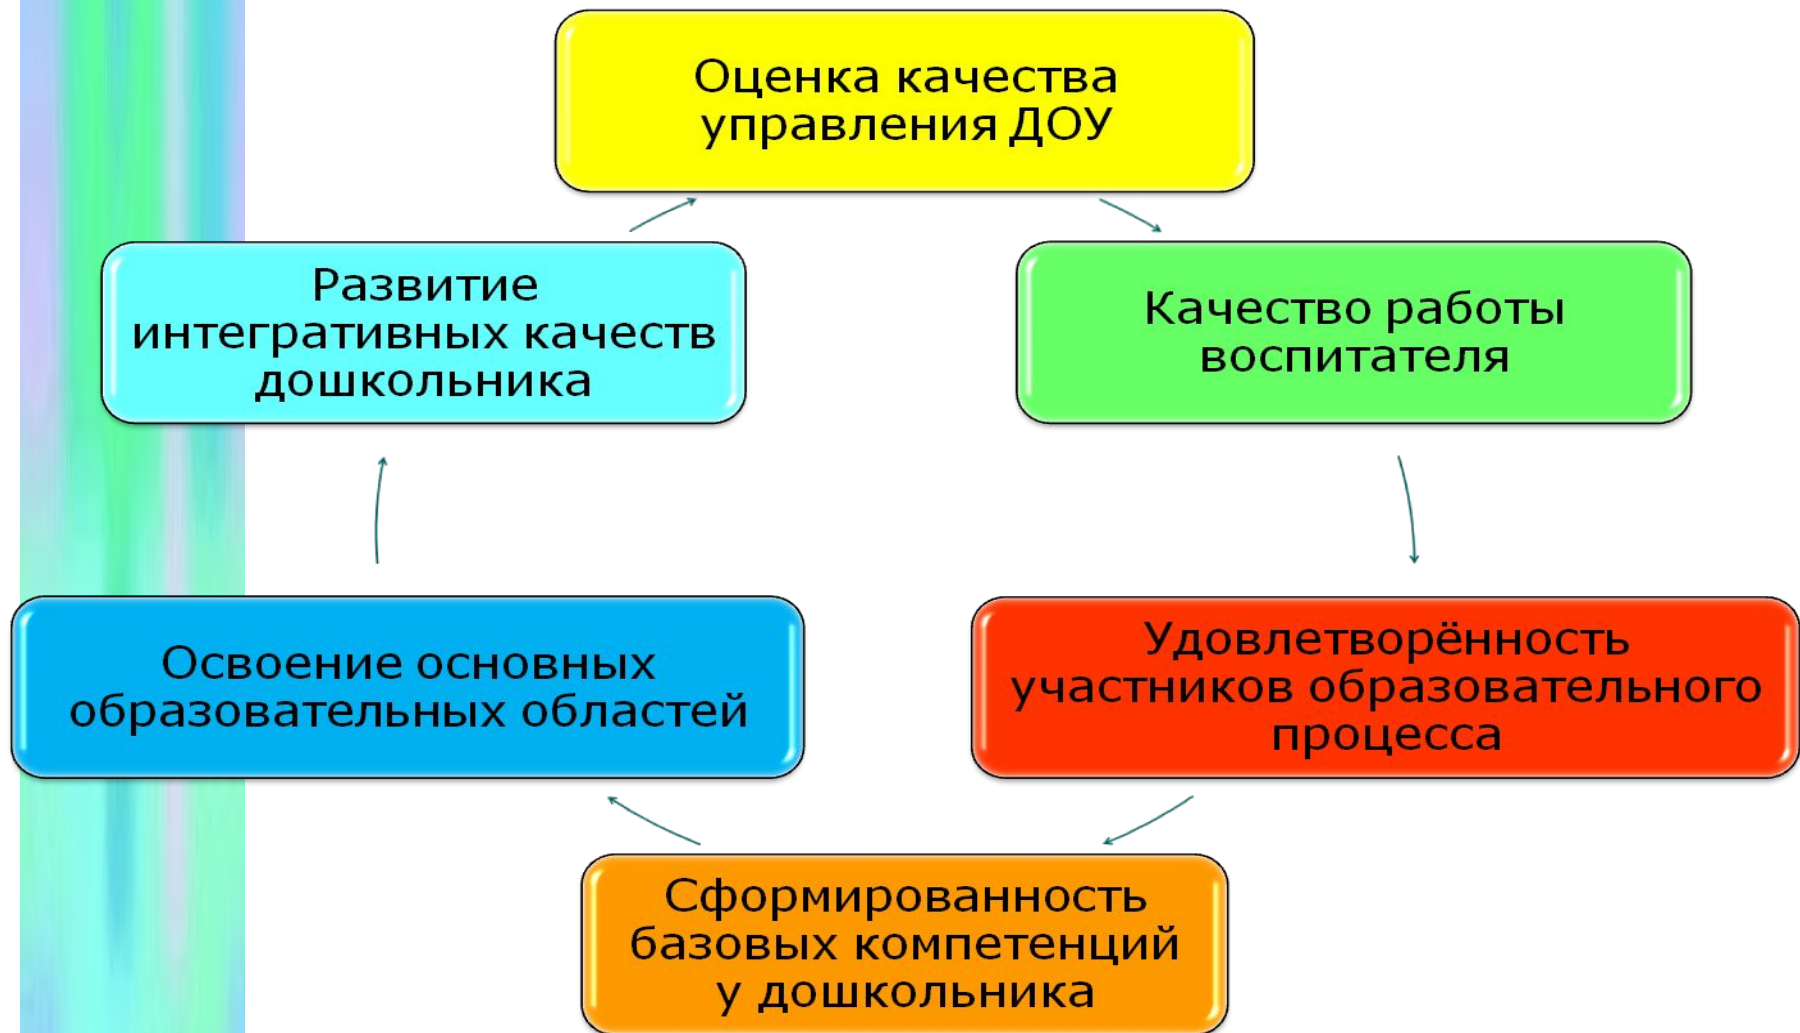 Оценка качества
управления ДОУ
Качество работы
воспитателя
Удовлетворённость
участников образовательного
процесса
Сформированность
базовых компетенций
у дошкольника
Освоение основных
образовательных областей
Развитие
интегративных качеств
дошкольника